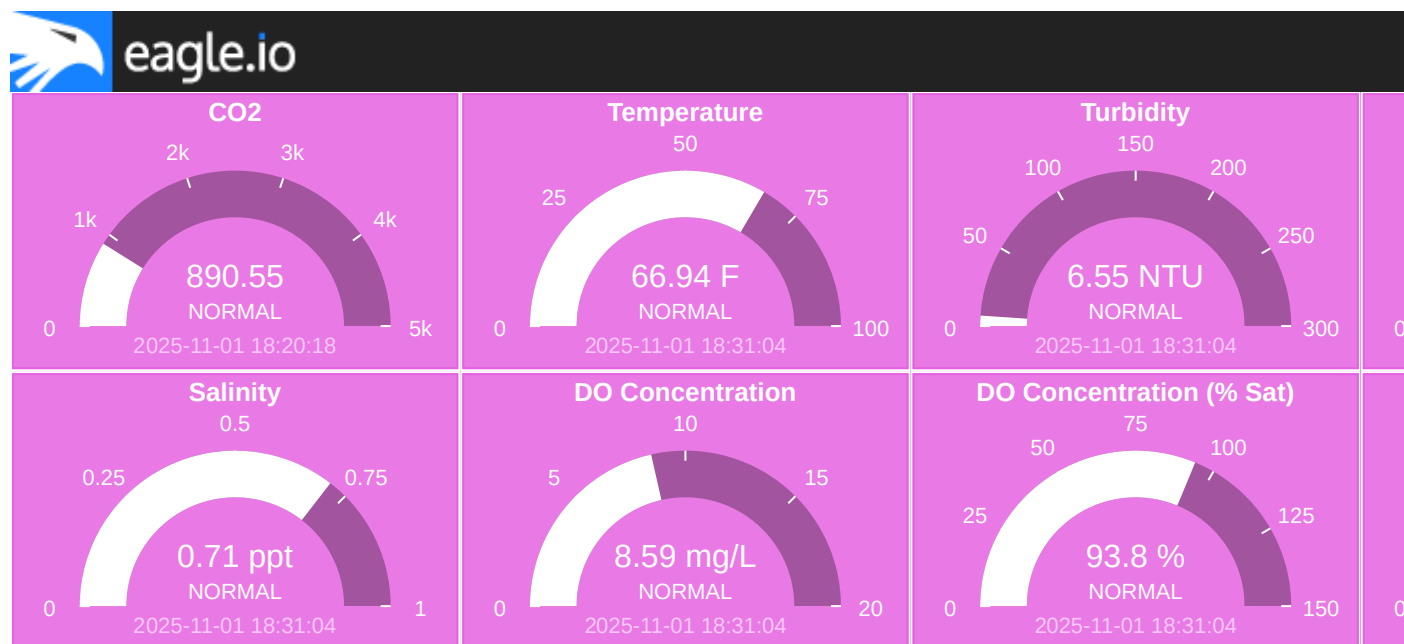 eagle.io
CO2
0
1k
2k
3k
4k
5k
890.55
NORMAL
2025-11-01 18:20:18
Temperature
0
25
50
75
100
66.94 F
NORMAL
2025-11-01 18:31:04
Turbidity
0
50
100
150
200
250
300
6.55 NTU
NORMAL
2025-11-01 18:31:04
0
Salinity
0
0.25
0.5
0.75
1
0.71 ppt
NORMAL
2025-11-01 18:31:04
DO Concentration
0
5
10
15
20
8.59 mg/L
NORMAL
2025-11-01 18:31:04
DO Concentration (% Sat)
0
25
50
75
100
125
150
93.8 %
NORMAL
2025-11-01 18:31:04
0